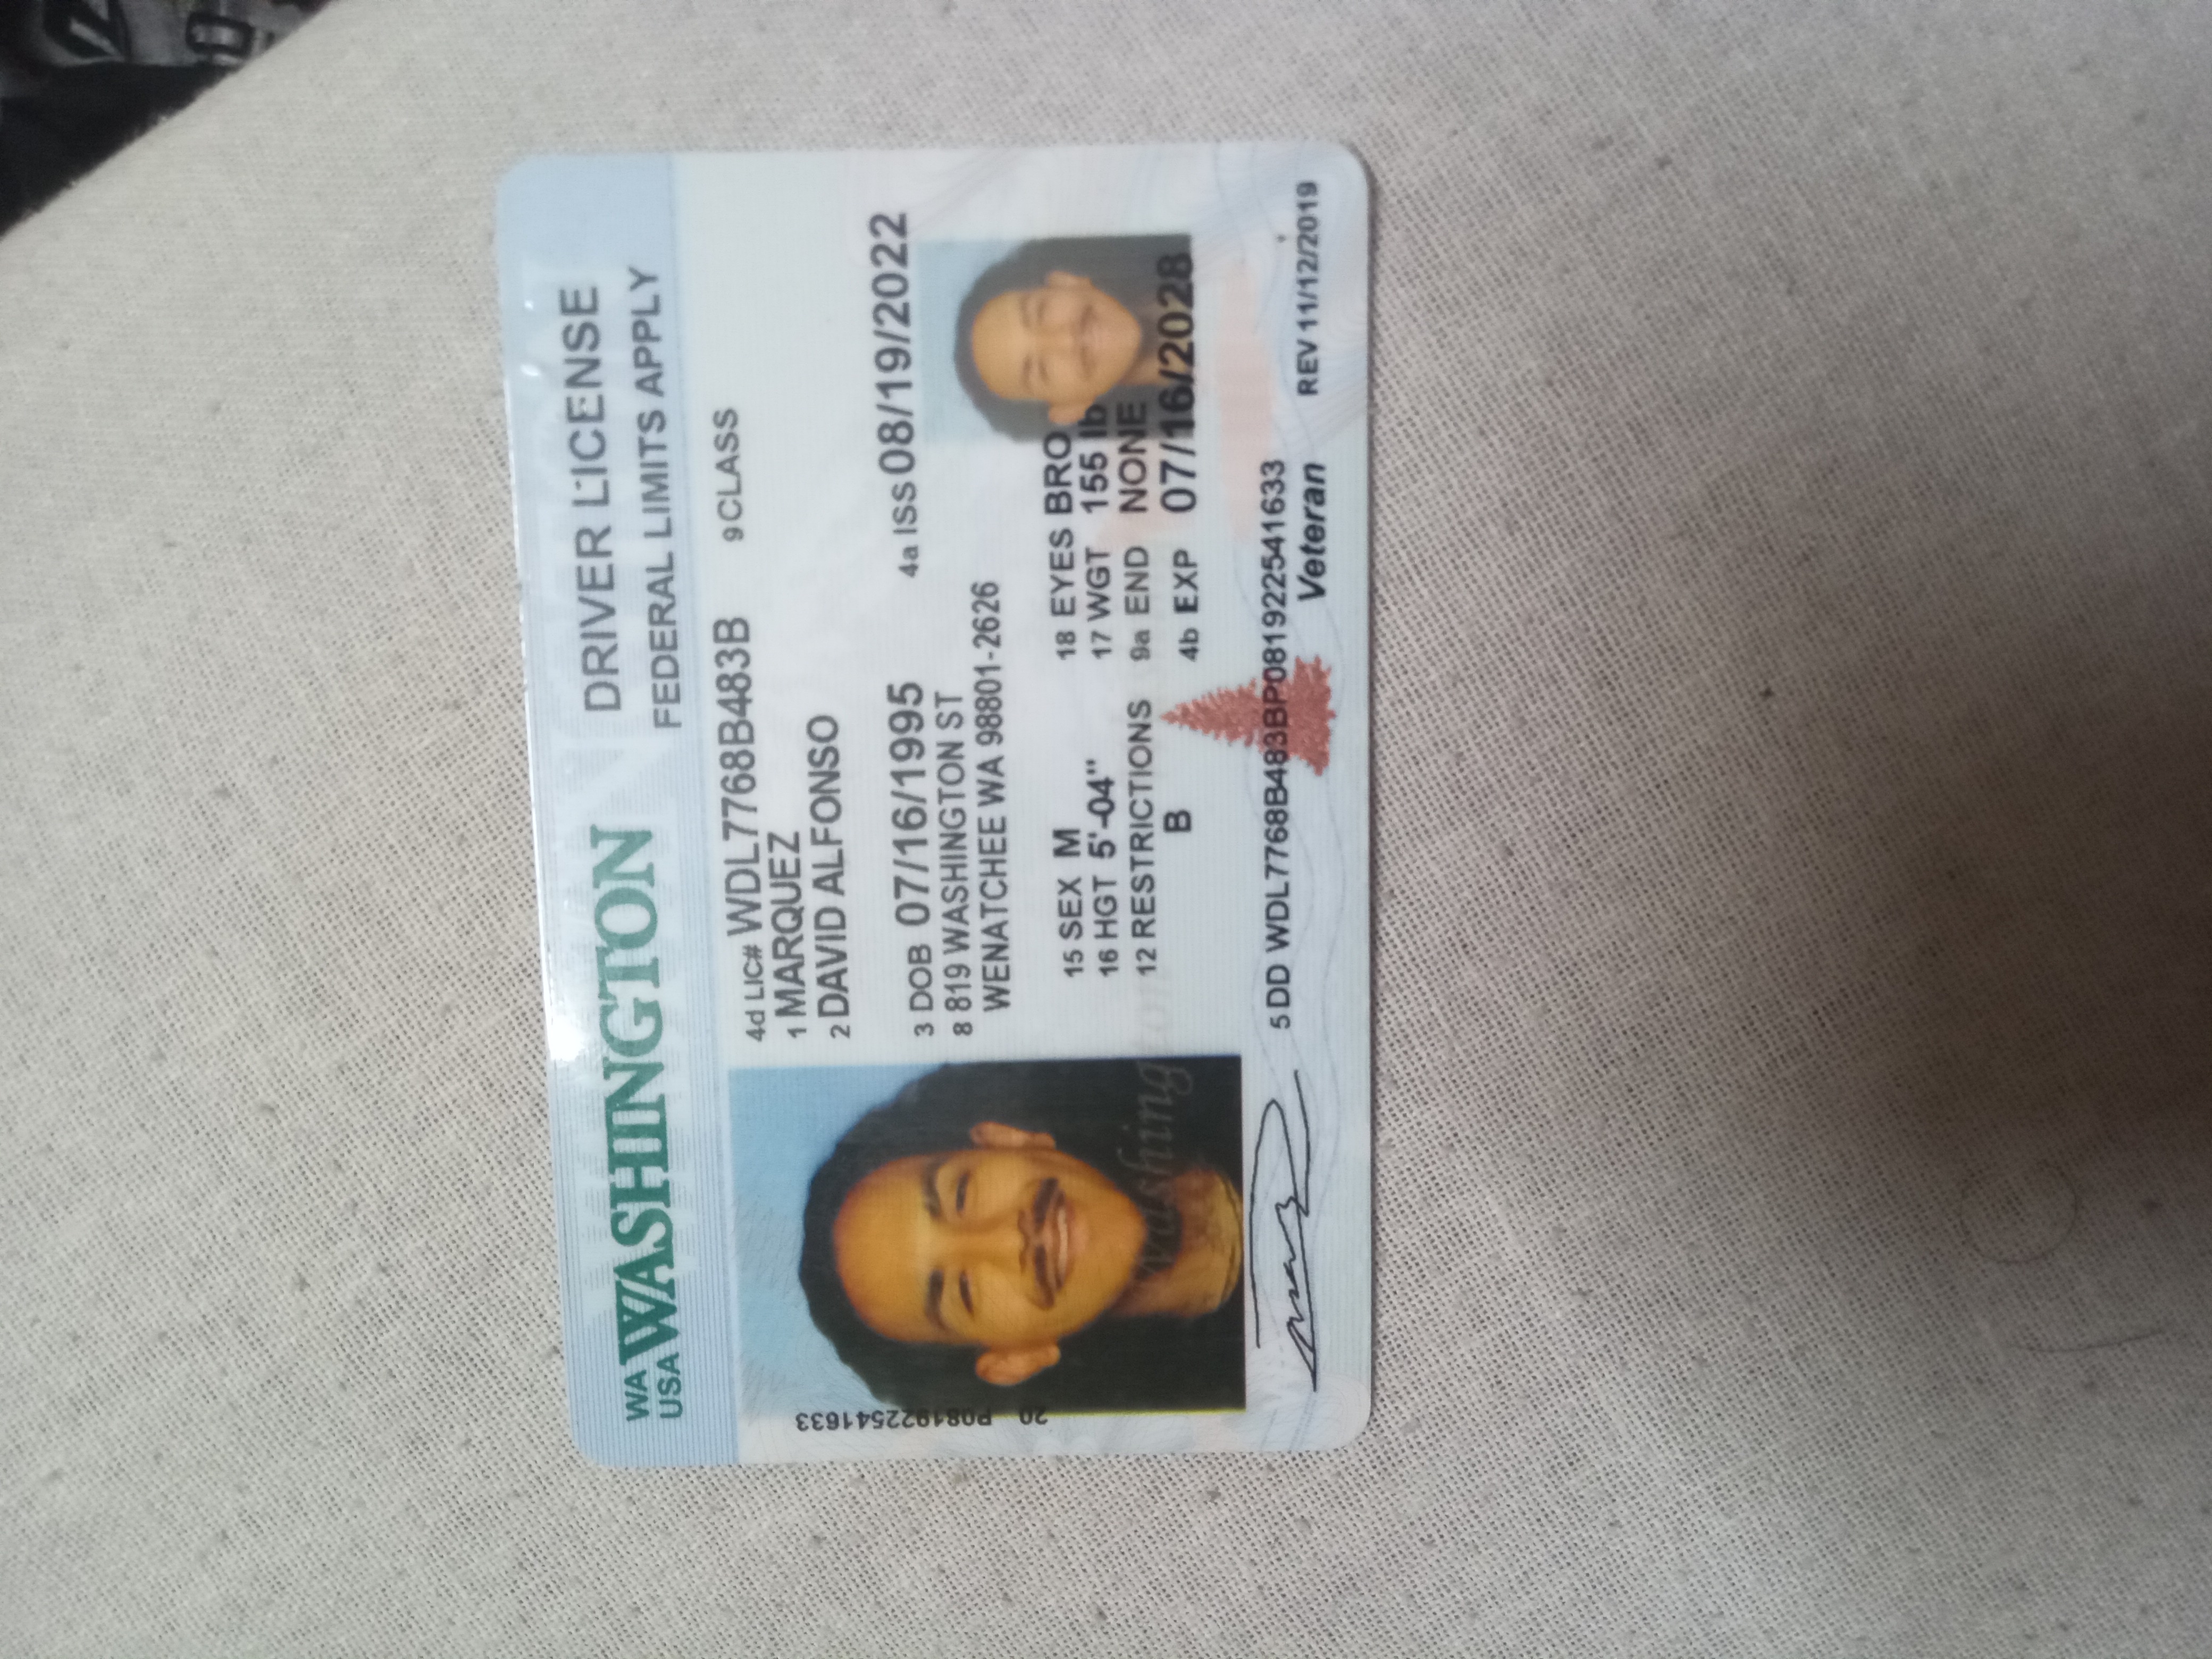 WA
USA
WASHINGTON
DRIVER LICENSE
FEDERAL LIMITS APPLY
4d LIC# WDL7768B483B
9 CLASS
1 MARQUEZ
2 DAVID ALFONSO
3 DOB 07/16/1995
4a ISS 08/19/2022
8 819 WASHINGTON ST
WENATCHEE WA 98801-2626
15 SEX M
18 EYES BRO
16 HGT 5'-04"
17 WGT 155 lb
12 RESTRICTIONS
9a END NONE
B
4b EXP 07/16/2028
5 DD WDL7768B483BP081922541633
Veteran
REV 11/12/2019
20 P081922541633
Washington